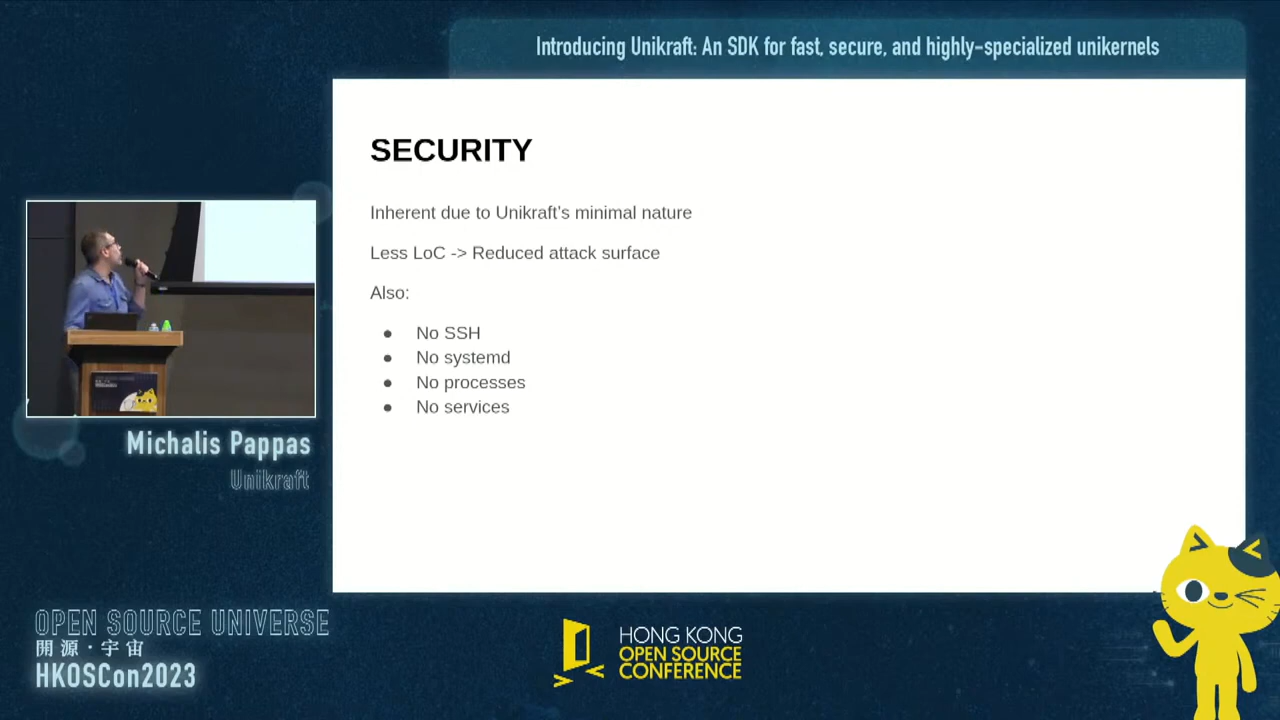 Introducing Unikraft: An SDK for fast, secure, and highly-specialized unikernels
SECURITY
Inherent due to Unikraft's minimal nature
Less LoC -> Reduced attack surface
Also:
● No SSH
● No systemd
● No processes
● No services
Michalis Pappas
Unikraft
OPEN SOURCE UNIVERSE
開源·宇宙
HKOSCon2023
HONG KONG
OPEN SOURCE
CONFERENCE